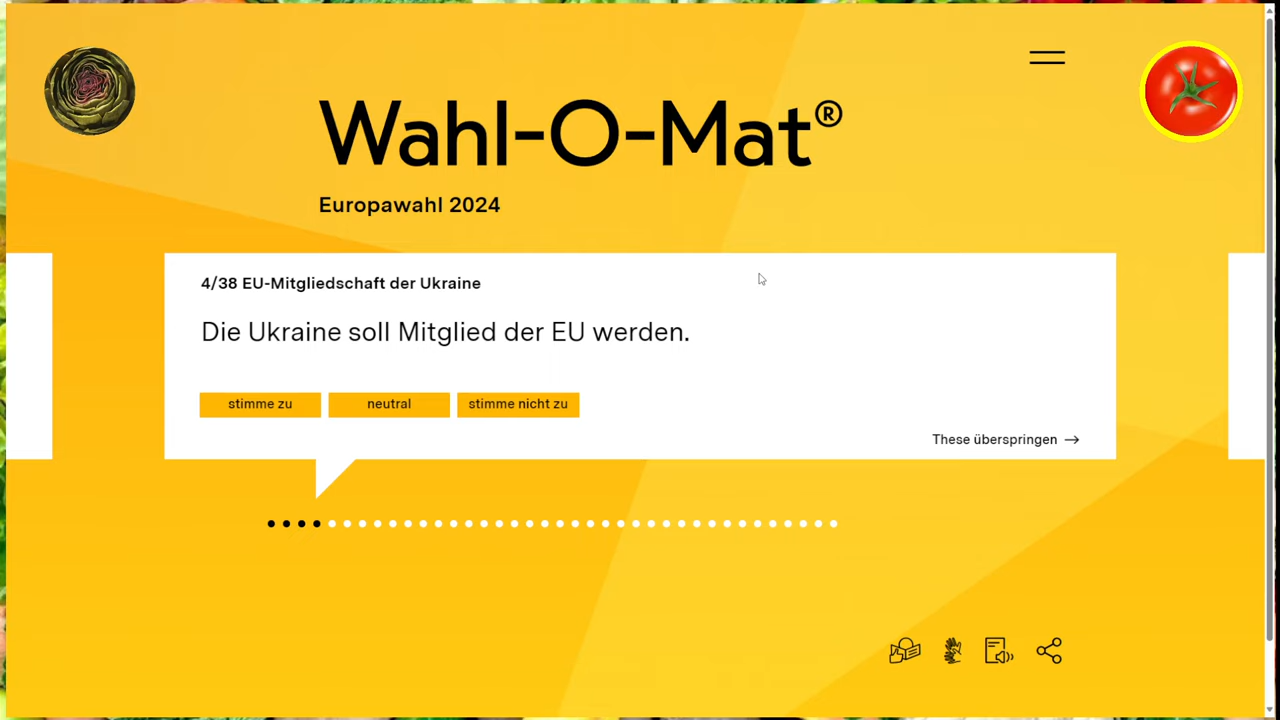 Wahl-O-Mat®
Europawahl 2024
4/38 EU-Mitgliedschaft der Ukraine
Die Ukraine soll Mitglied der EU werden.
stimme zu
neutral
stimme nicht zu
These überspringen →